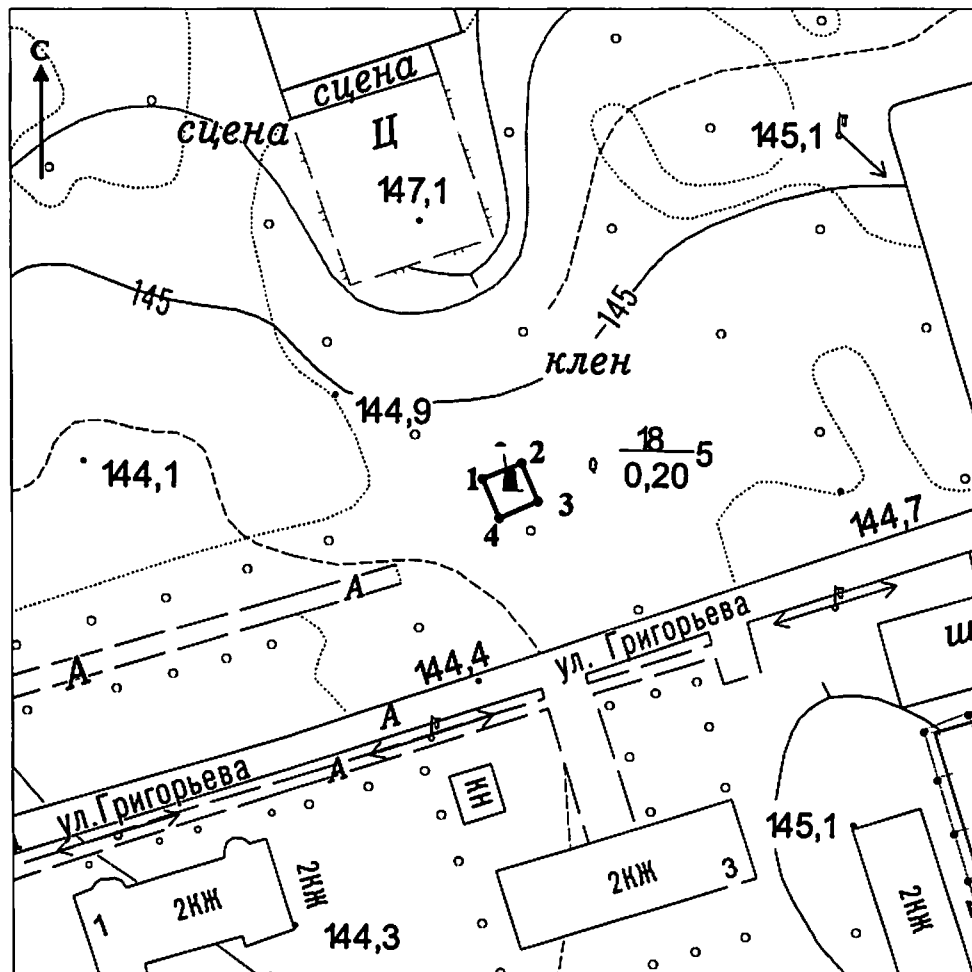 С
сцена
сцена
Ц
147,1
145,1
145
-145
клен
144,9
144,1
1
2
3
4
18
0,20
5
144,7
А
А
ул. Григорьева
144,4
А
А
ул.Григорьева
КН
145,1
2КЖ
3
2КЖ
1
2КЖ
2КЖ
144,3